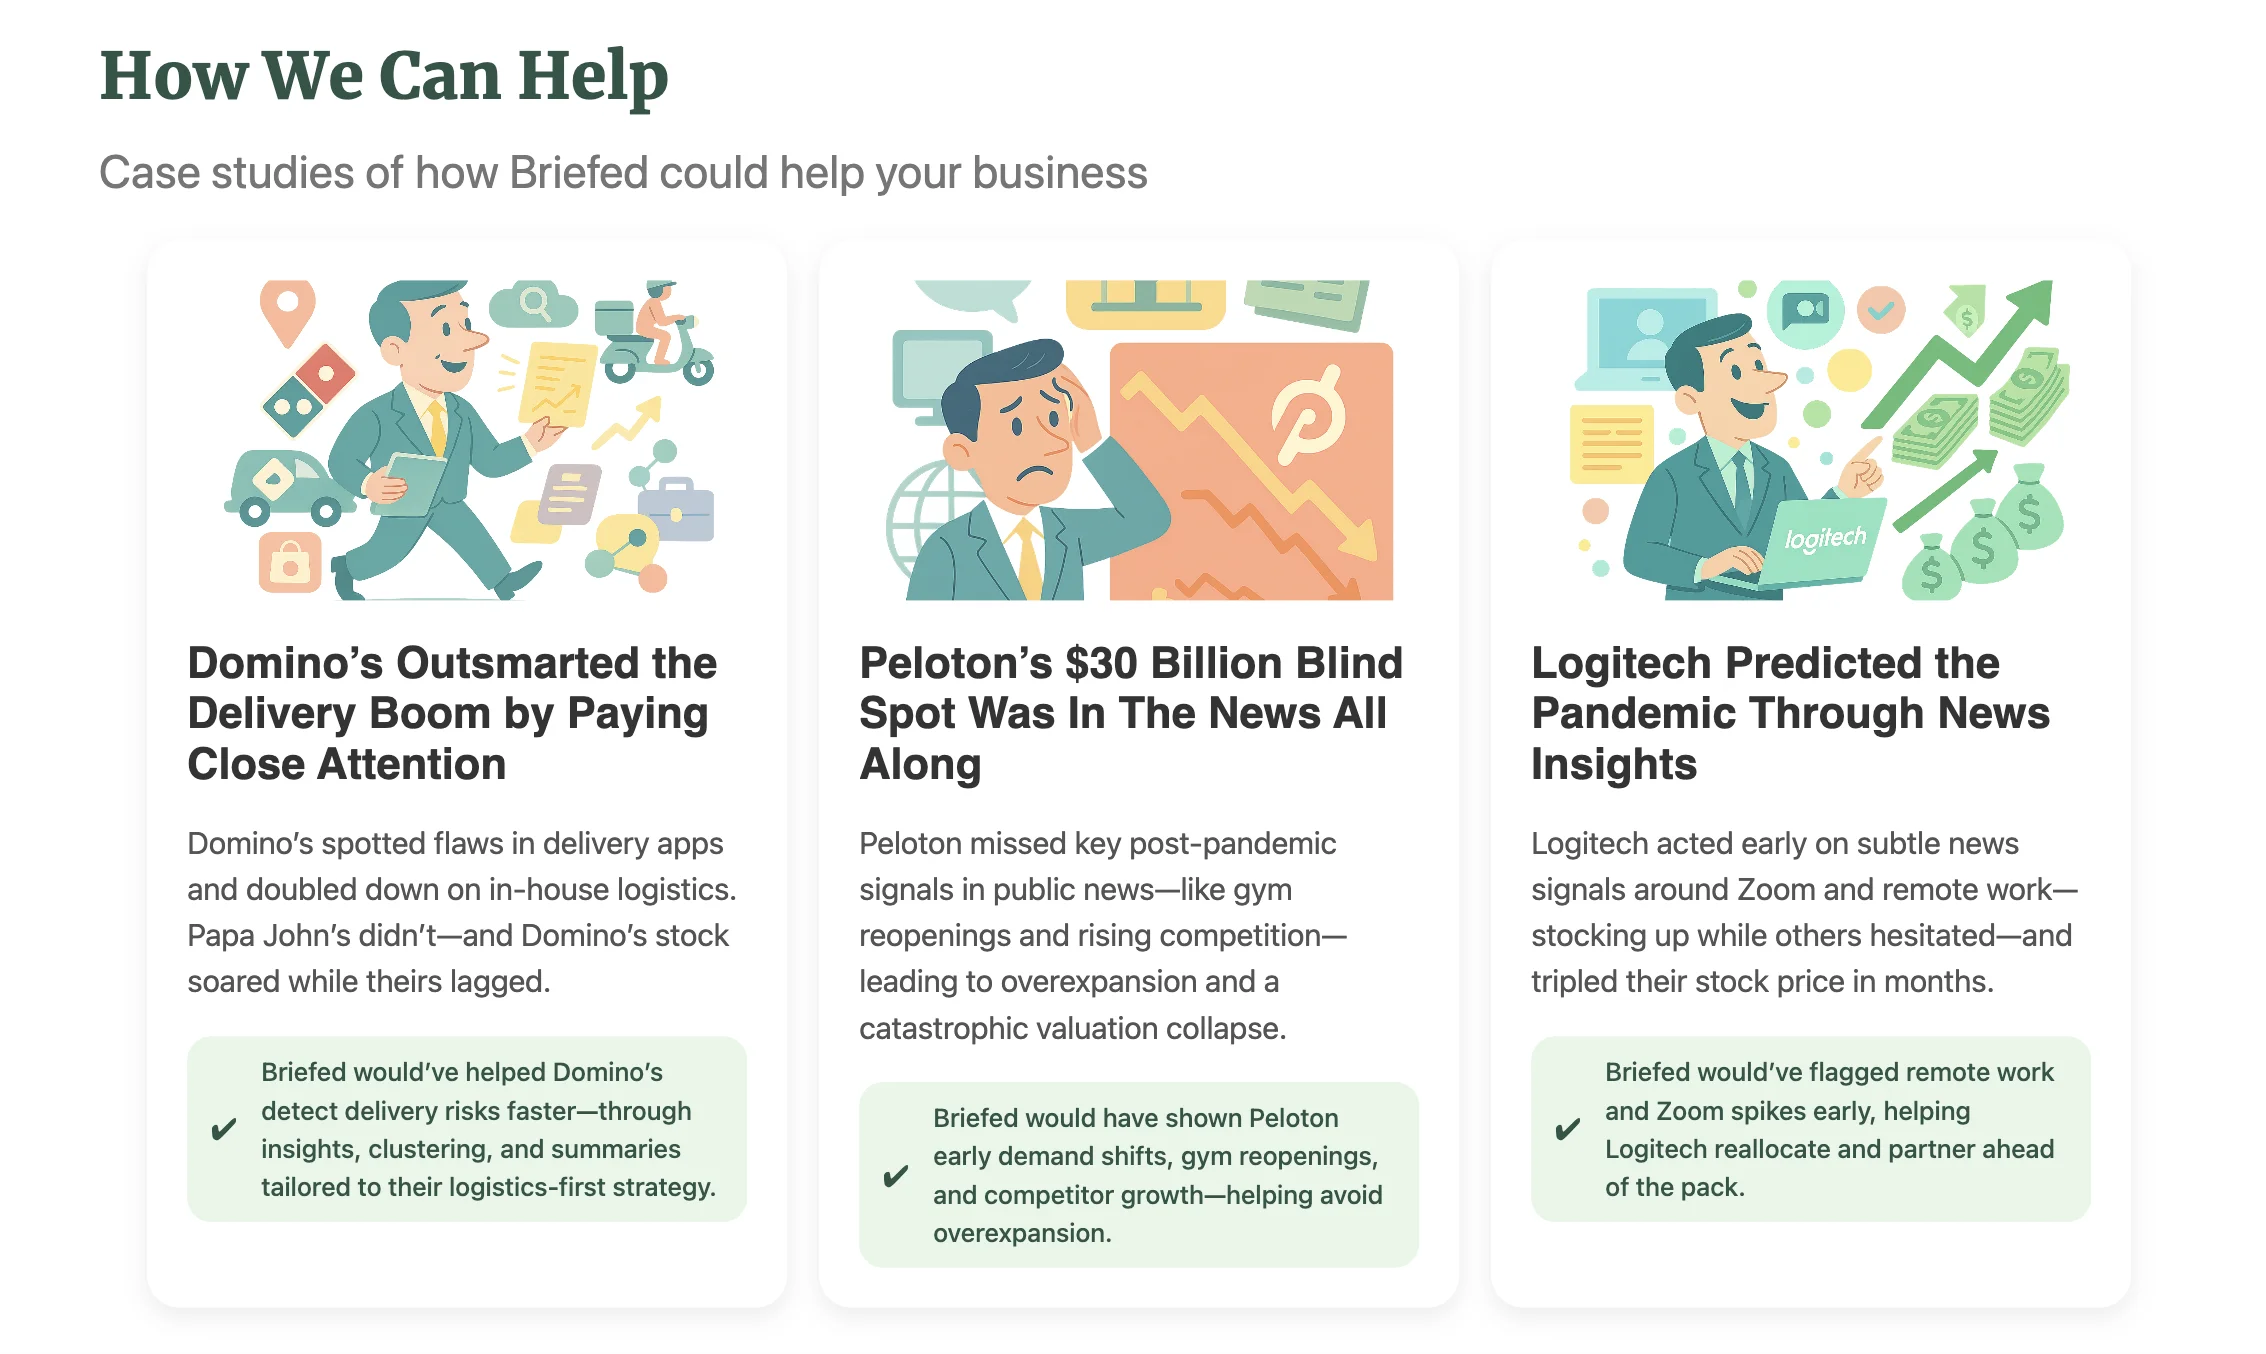 How We Can Help
Case studies of how Briefed could help your business
logitech
Domino’s Outsmarted the
Delivery Boom by Paying
Close Attention
Domino’s spotted flaws in delivery apps
and doubled down on in-house logistics.
Papa John’s didn’t—and Domino’s stock
soared while theirs lagged.
✔ Briefed would’ve helped Domino’s
detect delivery risks faster—through
insights, clustering, and summaries
tailored to their logistics-first strategy.
Peloton’s $30 Billion Blind
Spot Was In The News All
Along
Peloton missed key post-pandemic
signals in public news—like gym
reopenings and rising competition—
leading to overexpansion and a
catastrophic valuation collapse.
✔ Briefed would have shown Peloton
early demand shifts, gym reopenings,
and competitor growth—helping avoid
overexpansion.
Logitech Predicted the
Pandemic Through News
Insights
Logitech acted early on subtle news
signals around Zoom and remote work—
stocking up while others hesitated—and
tripled their stock price in months.
✔ Briefed would’ve flagged remote work
and Zoom spikes early, helping
Logitech reallocate and partner ahead
of the pack.